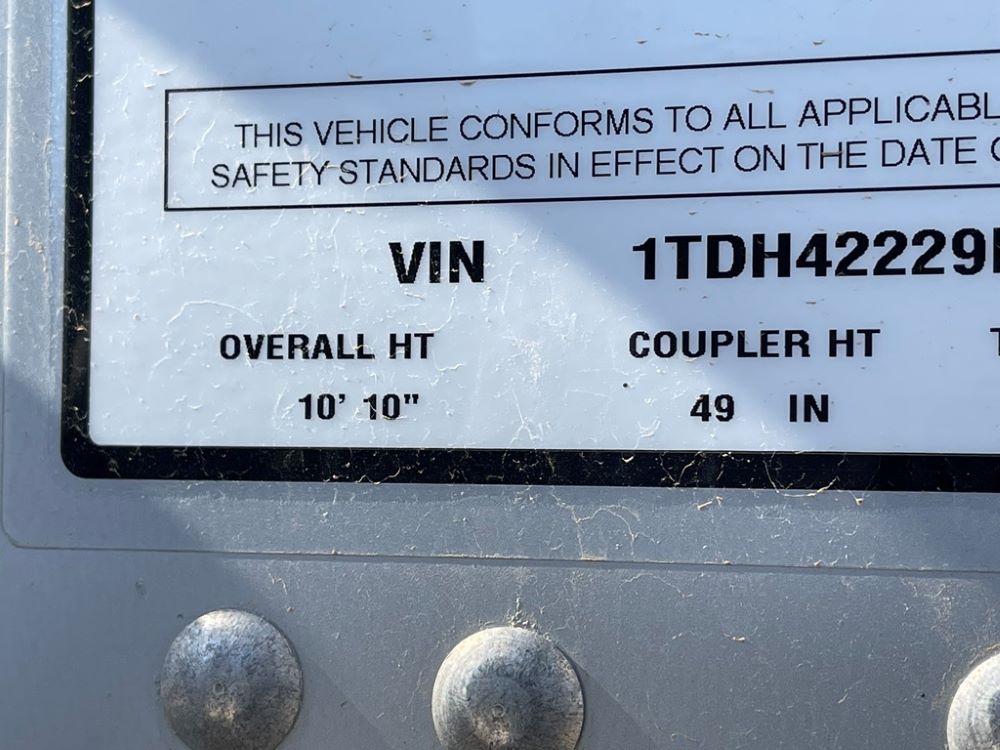 THIS VEHICLE CONFORMS TO ALL APPLICABL
SAFETY STANDARDS IN EFFECT ON THE DATE
VIN 1TDH42229
OVERALL HT COUPLER HT
10' 10" 49 IN